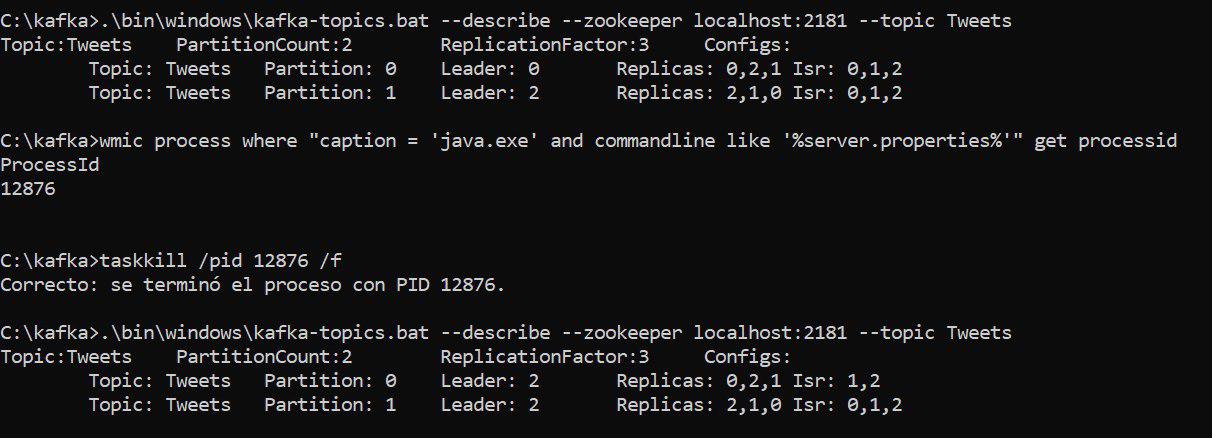 C:\kafka>.\bin\windows\kafka-topics.bat --describe --zookeeper localhost:2181 --topic Tweets
Topic:Tweets    PartitionCount:2        ReplicationFactor:3     Configs:
        Topic: Tweets   Partition: 0    Leader: 0       Replicas: 0,2,1 Isr: 0,1,2
        Topic: Tweets   Partition: 1    Leader: 2       Replicas: 2,1,0 Isr: 0,1,2
C:\kafka>wmic process where "caption = 'java.exe' and commandline like '%server.properties%'" get processid
ProcessId
12876
C:\kafka>taskkill /pid 12876 /f
Correcto: se terminó el proceso con PID 12876.
C:\kafka>.\bin\windows\kafka-topics.bat --describe --zookeeper localhost:2181 --topic Tweets
Topic:Tweets    PartitionCount:2        ReplicationFactor:3     Configs:
        Topic: Tweets   Partition: 0    Leader: 2       Replicas: 0,2,1 Isr: 1,2
        Topic: Tweets   Partition: 1    Leader: 2       Replicas: 2,1,0 Isr: 0,1,2